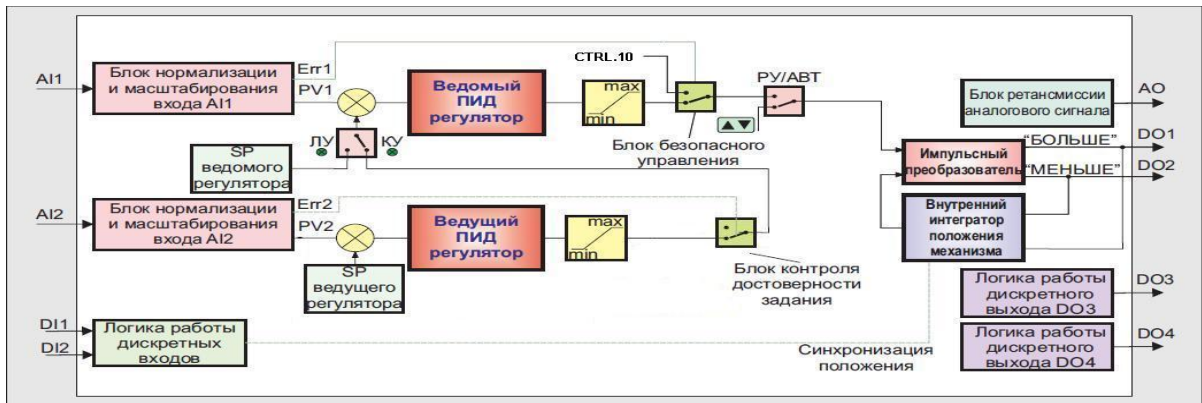 AI1
Блок нормализации
и масштабирования
входа AI1
Err1
PV1
Ведомый
ПИД
регулятор
max
min
CTRL.10
РУ/АВТ
Блок безопасного
управления
Блок ретансмиссии
аналогового сигнала
AO
“БОЛЬШЕ”
DO1
Импульсный
преобразователь
“МЕНЬШЕ”
DO2
ЛУ
КУ
SP
ведомого
регулятора
AI2
Блок нормализации
и масштабирования
входа AI2
Err2
PV2
Ведущий
ПИД
регулятор
max
min
Внутренний
интегратор
положения
механизма
Блок контроля
достоверности
задания
SP
ведущего
регулятора
Логика работы
дискретного
выхода DO3
DO3
DI1
DI2
Логика работы
дискретных
входов
Синхронизация
положения
Логика работы
дискретного
выхода DO4
DO4